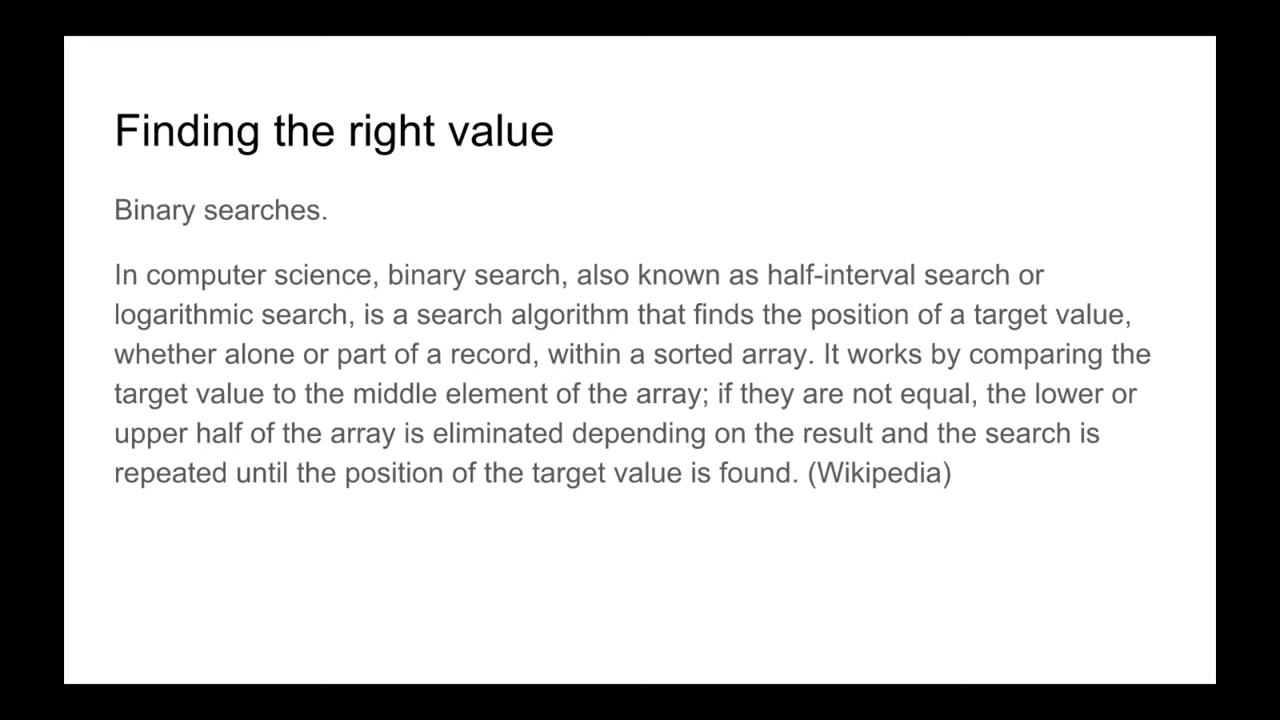 Finding the right value
Binary searches.
In computer science, binary search, also known as half-interval search or
logarithmic search, is a search algorithm that finds the position of a target value,
whether alone or part of a record, within a sorted array. It works by comparing the
target value to the middle element of the array; if they are not equal, the lower or
upper half of the array is eliminated depending on the result and the search is
repeated until the position of the target value is found. (Wikipedia)